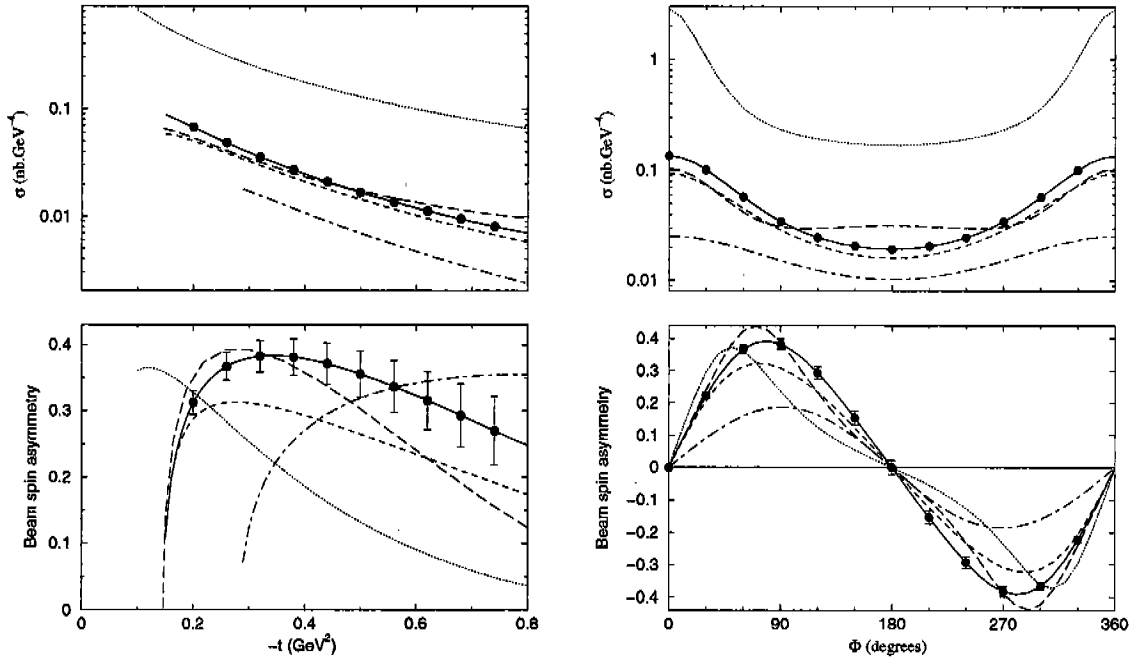 0.1
0.01
σ (nb.GeV⁻⁴)
1
0.1
0.01
σ (nb.GeV⁻⁴)
0.4
0.3
0.2
0.1
0
Beam spin asymmetry
0 0.2 0.4 0.6 0.8
-t (GeV²)
0.4
0.3
0.2
0.1
0
-0.1
-0.2
-0.3
-0.4
Beam spin asymmetry
0 90 180 270 360
Φ (degrees)